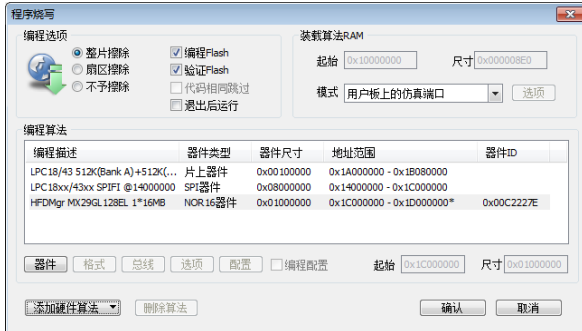 程序烧写
编程选项
整片擦除
扇区擦除
不予擦除
编程Flash
验证Flash
代码相同跳过
退出后运行
装载算法RAM
起始 0x10000000 尺寸 0x000008E0
模式 用户板上的仿真端口 选项
编程算法
编程描述 器件类型 器件尺寸 地址范围 器件ID
LPC18/43 512K(Bank A)+512K(... 片上器件 0x00100000 0x1A000000 - 0x1B080000
LPC18xx/43xx SPIFI @14000000 SPI器件 0x08000000 0x14000000 - 0x1C000000
HFDMgr MX29GL128EL 1*16MB NOR16器件 0x01000000 0x1C000000 - 0x1D000000* 0x00C2227E
器件 格式 总线 选项 配置 编程配置 起始 0x1C000000 尺寸 0x01000000
添加硬件算法 删除算法 确认 取消